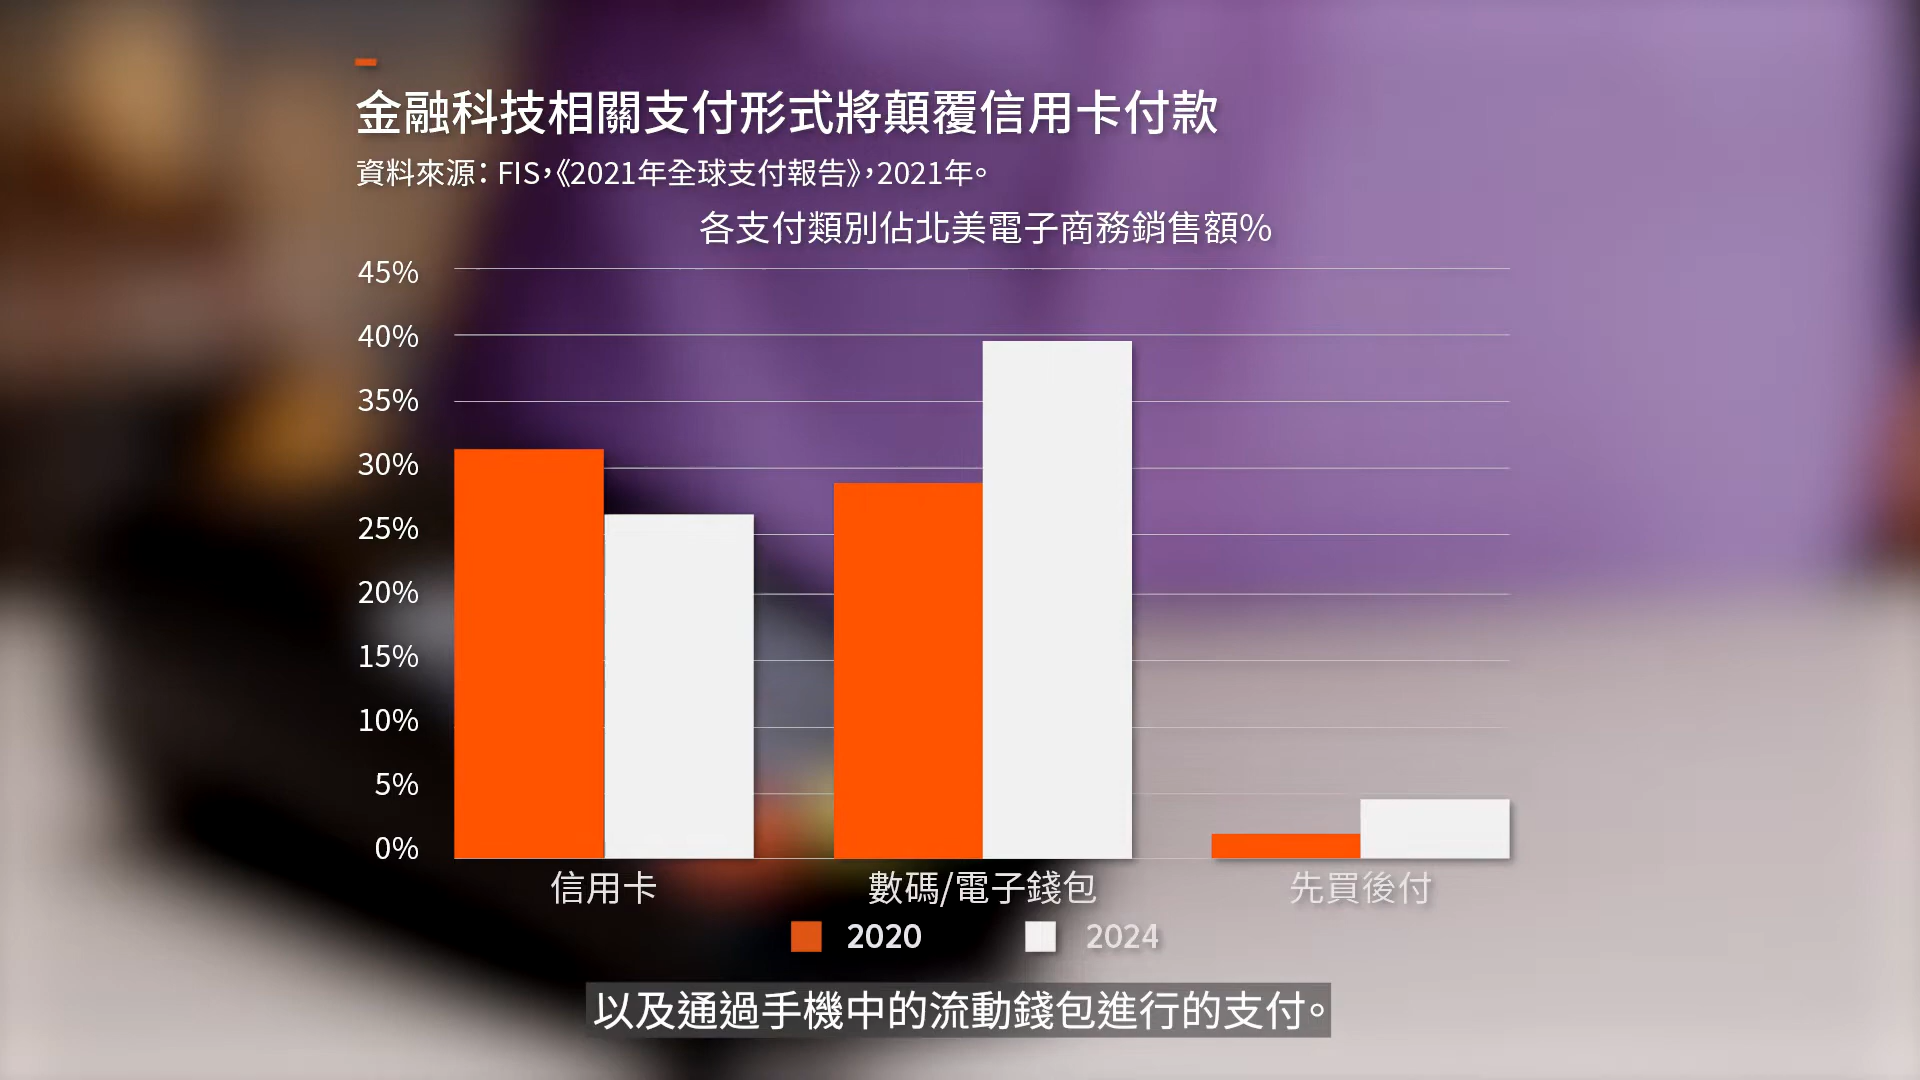 金融科技相關支付形式將顛覆信用卡付款
資料來源：FIS，《2021年全球支付報告》，2021年。
各支付類別佔北美電子商務銷售額%
45%
40%
35%
30%
25%
20%
15%
10%
5%
0%
信用卡 數碼/電子錢包 先買後付
2020 2024
以及通過手機中的流動錢包進行的支付。